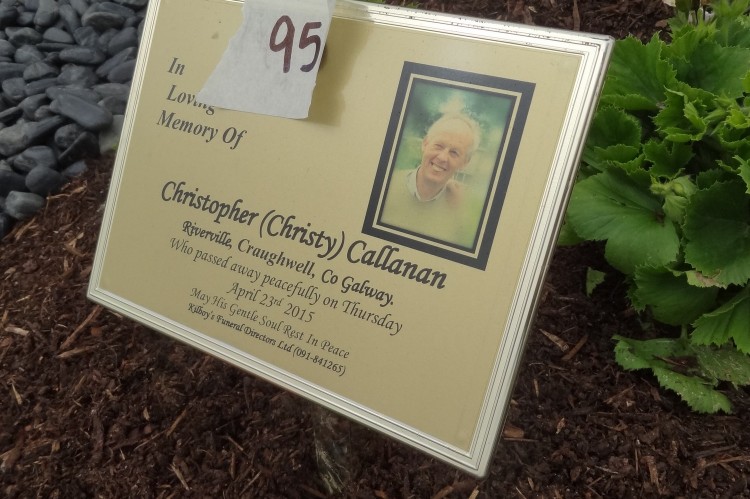 95
In
Loving
Memory Of
Christopher (Christy) Callanan
Riverville, Craughwell, Co Galway.
Who passed away peacefully on Thursday
April 23rd 2015
May His Gentle Soul Rest In Peace
Kilboy's Funeral Directors Ltd (091-841265)